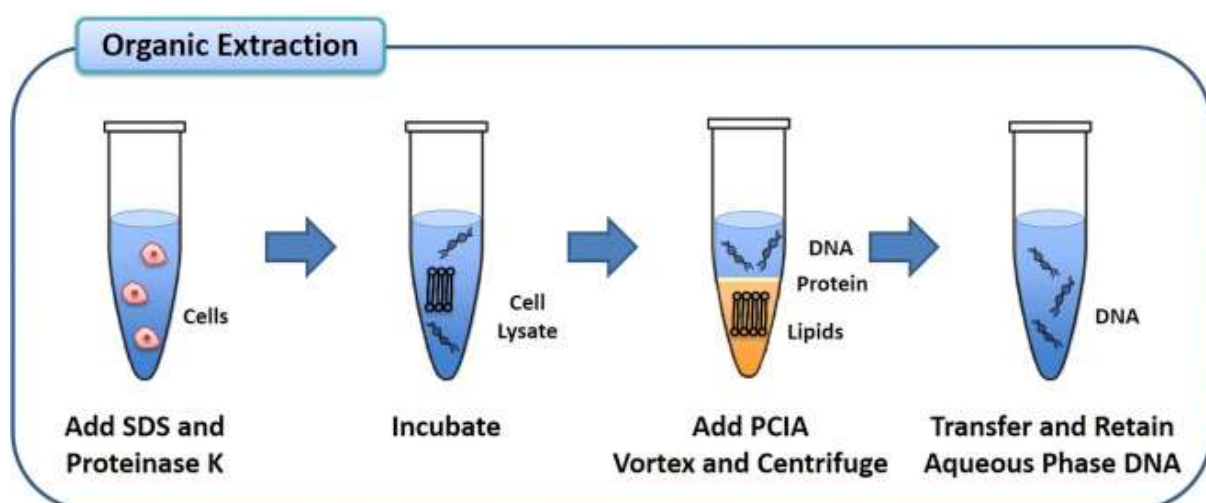 Organic Extraction
Cells
Cell
Lysate
DNA
Protein
Lipids
DNA
Add SDS and
Proteinase K
Incubate
Add PCIA
Vortex and Centrifuge
Transfer and Retain
Aqueous Phase DNA